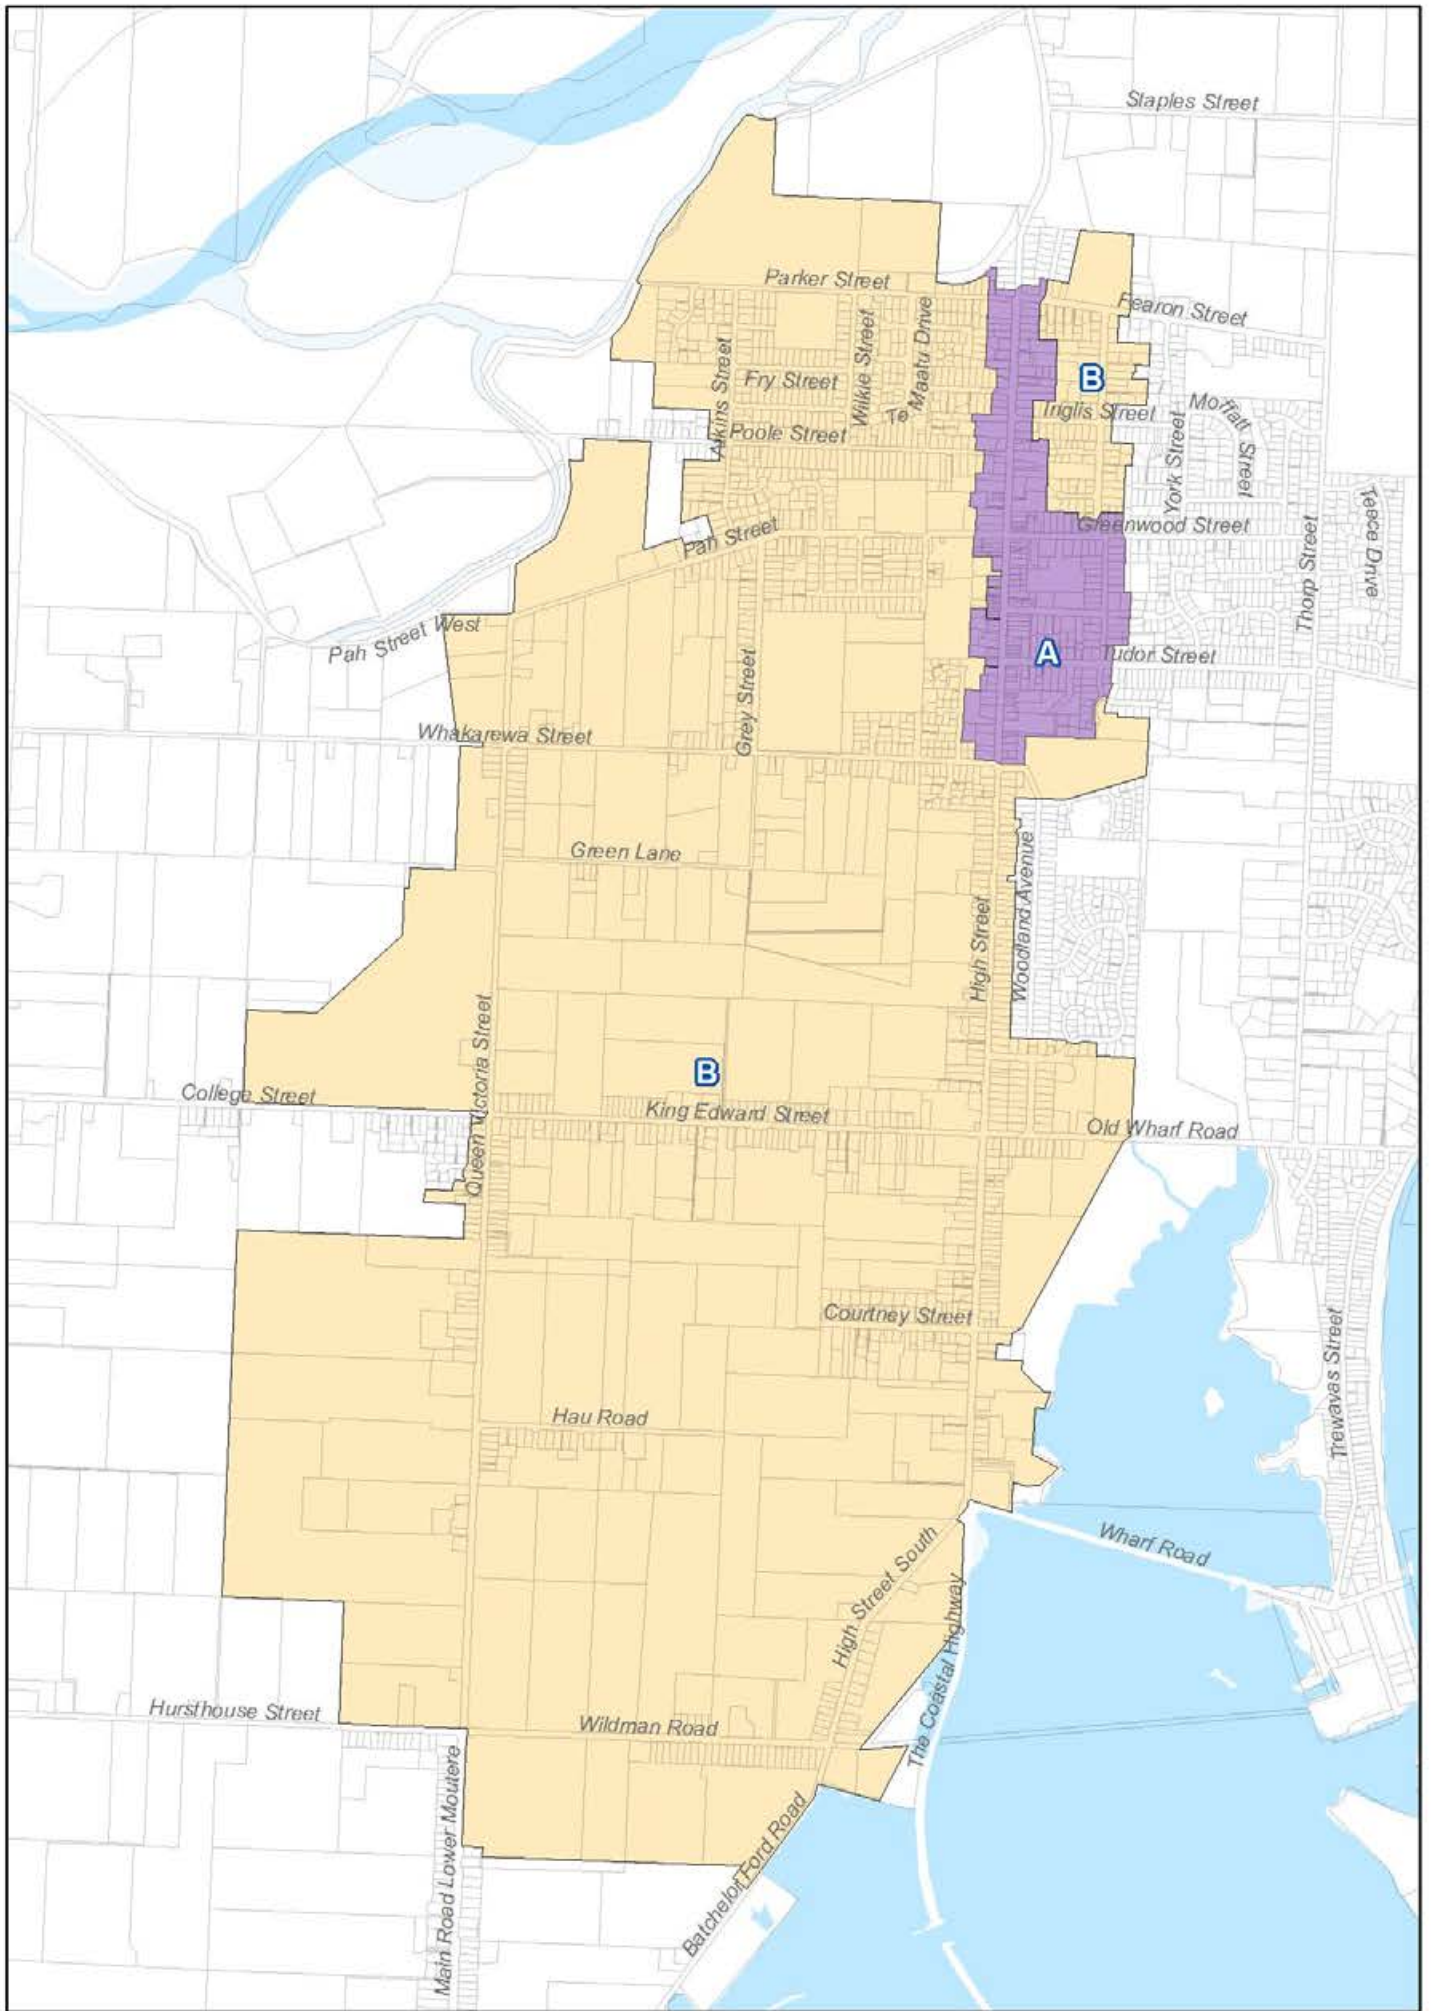 Staples Street
Parker Street
Fearon Street
Atkins Street
Fry Street
Wilkie Street
Te Maatu Drive
B
Inglis Street
Moffatt Street
York Street
Poole Street
Pah Street
Greenwood Street
Thorp Street
Teece Drive
Pah Street West
Grey Street
A
Tudor Street
Whakarewa Street
Green Lane
High Street
Woodland Avenue
Queen Victoria Street
B
College Street
King Edward Street
Old Wharf Road
Courtney Street
Trewavas Street
Hau Road
High Street South
Wharf Road
The Coastal Highway
Hursthouse Street
Wildman Road
Main Road Lower Moutere
Batchelor Ford Road